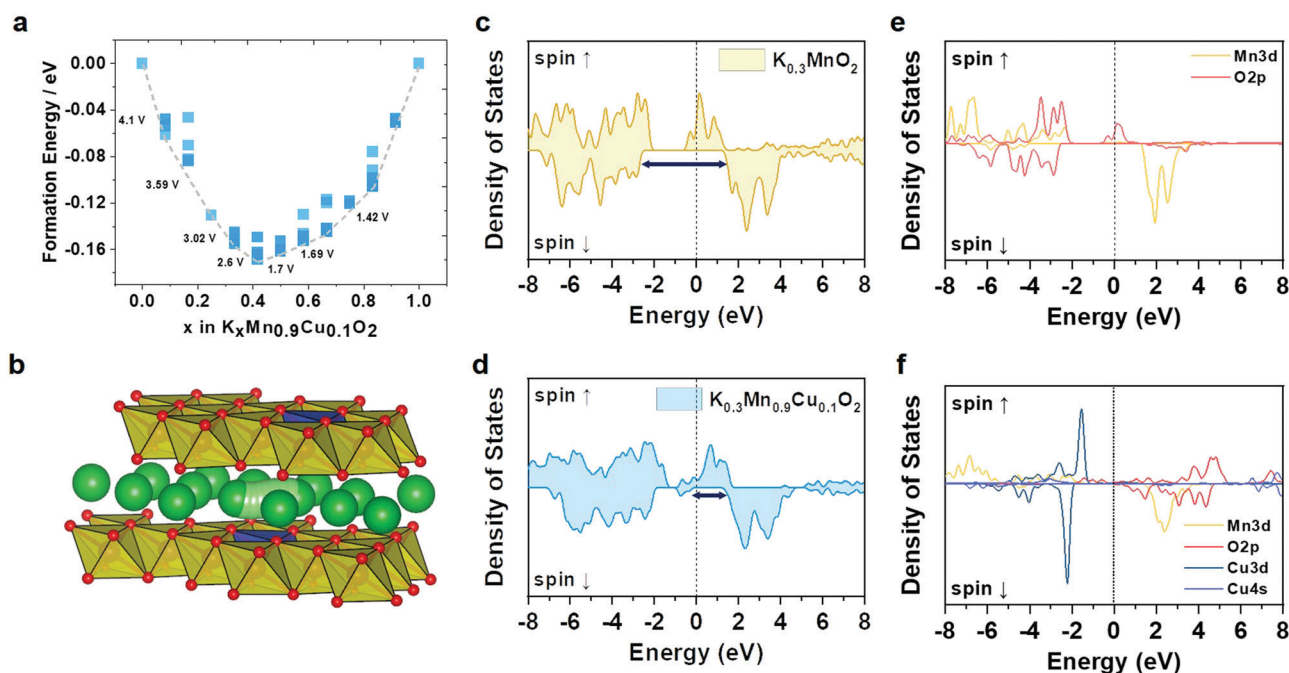 a
Formation Energy / eV
0.00
-0.04
-0.08
-0.12
-0.16
4.1 V
3.59 V
3.02 V
2.6 V
1.7 V
1.69 V
1.42 V
0.0 0.2 0.4 0.6 0.8 1.0
x in KₓMn₀.₉Cu₀.₁O₂
b
c
Density of States
spin ↑
K₀.₃MnO₂
spin ↓
-8 -6 -4 -2 0 2 4 6 8
Energy (eV)
d
Density of States
spin ↑
K₀.₃Mn₀.₉Cu₀.₁O₂
spin ↓
-8 -6 -4 -2 0 2 4 6 8
Energy (eV)
e
Density of States
spin ↑
Mn3d
O2p
spin ↓
-8 -6 -4 -2 0 2 4 6 8
Energy (eV)
f
Density of States
spin ↑
Mn3d
O2p
Cu3d
Cu4s
spin ↓
-8 -6 -4 -2 0 2 4 6 8
Energy (eV)